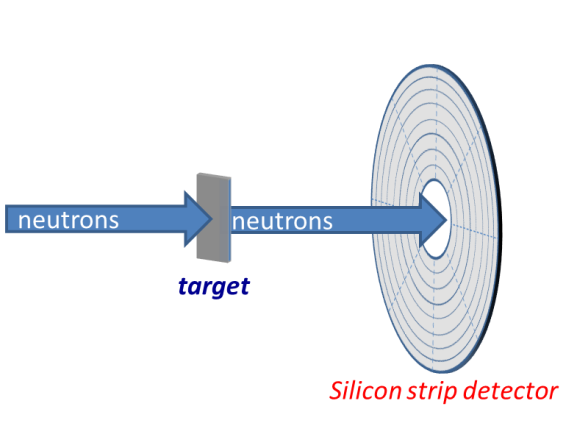 neutrons
neutrons
target
Silicon strip detector